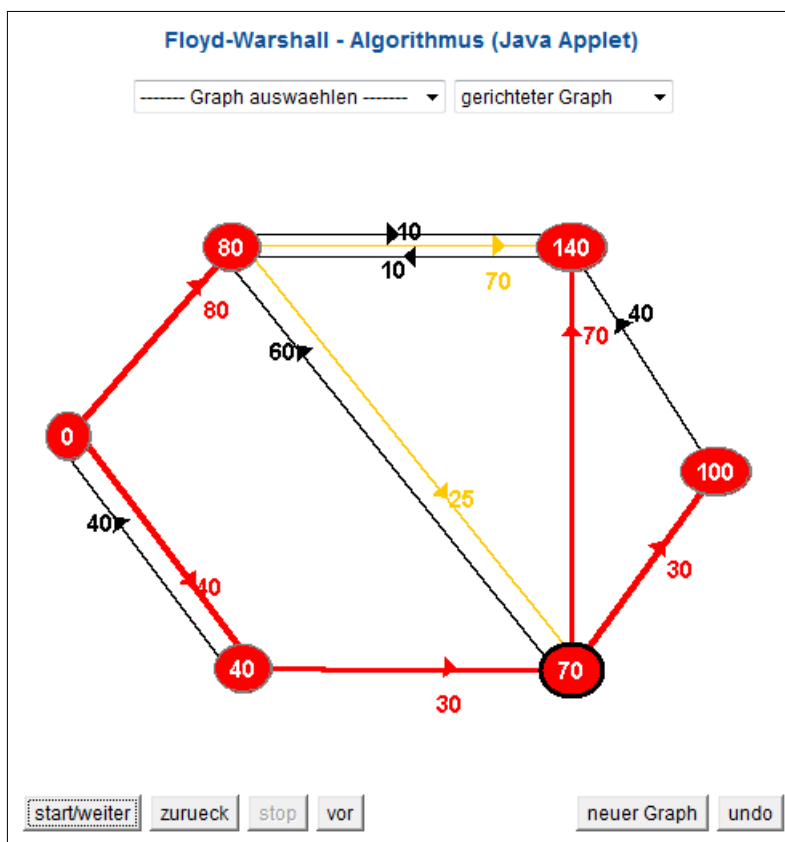 Floyd-Warshall - Algorithmus (Java Applet)
------- Graph auswaehlen -------
gerichteter Graph
80
10
140
10
70
80
60
70
40
0
25
100
40
40
30
40
70
30
start/weiter
zurueck
stop
vor
neuer Graph
undo